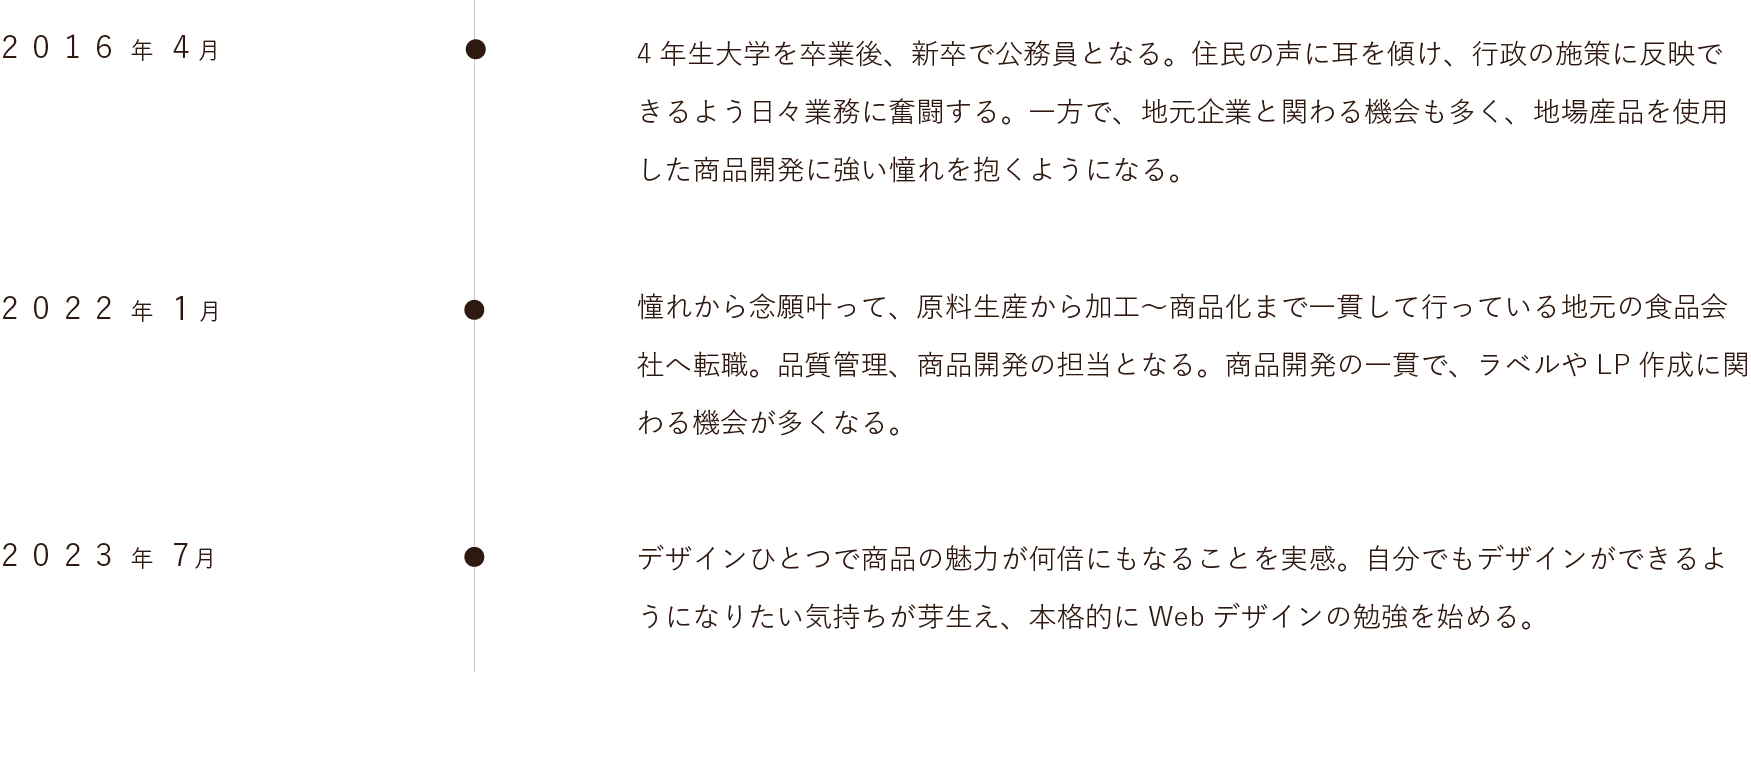 2016年 4月
4年生大学を卒業後、新卒で公務員となる。住民の声に耳を傾け、行政の施策に反映で
きるよう日々業務に奮闘する。一方で、地元企業と関わる機会も多く、地場産品を使用
した商品開発に強い憧れを抱くようになる。
2022年 1月
憧れから念願叶って、原料生産から加工～商品化まで一貫して行っている地元の食品会
社へ転職。品質管理、商品開発の担当となる。商品開発の一貫で、ラベルやLP作成に関
わる機会が多くなる。
2023年 7月
デザインひとつで商品の魅力が何倍にもなることを実感。自分でもデザインができるよ
うになりたい気持ちが芽生え、本格的にWebデザインの勉強を始める。